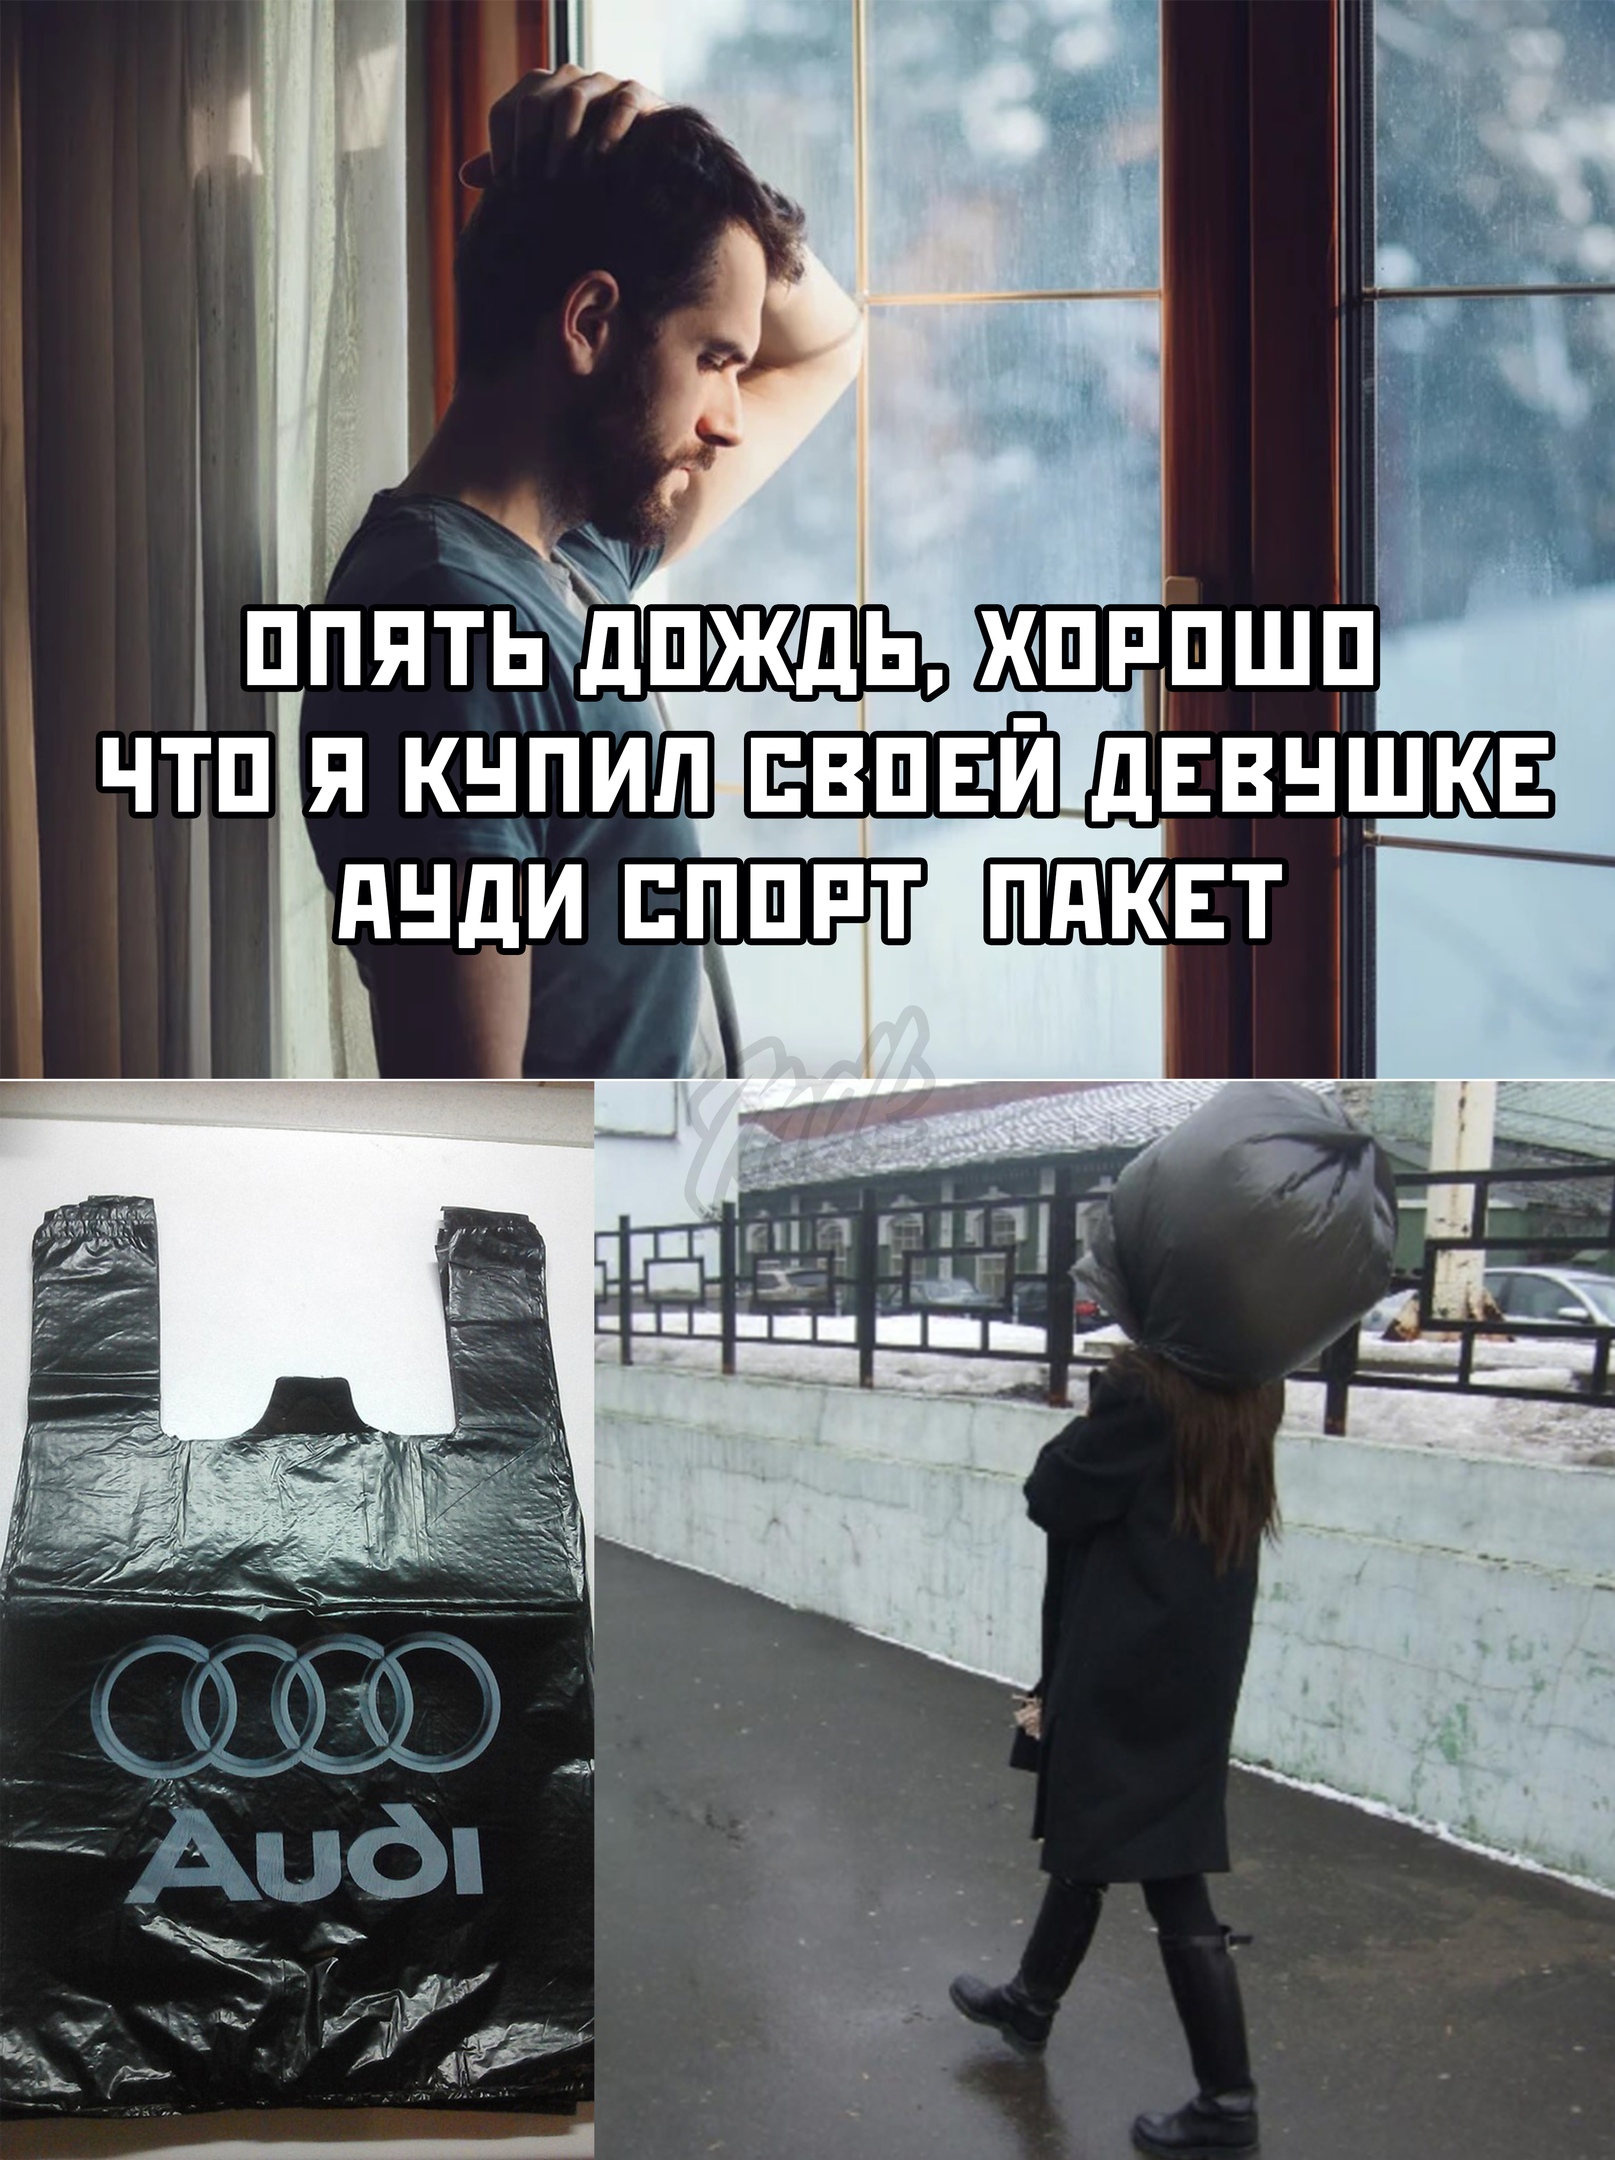 ОПЯТЬ ДОЖДЬ, ХОРОШО
ЧТО Я КУПИЛ СВОЕЙ ДЕВУШКЕ
АУДИ СПОРТ ПАКЕТ
Audi